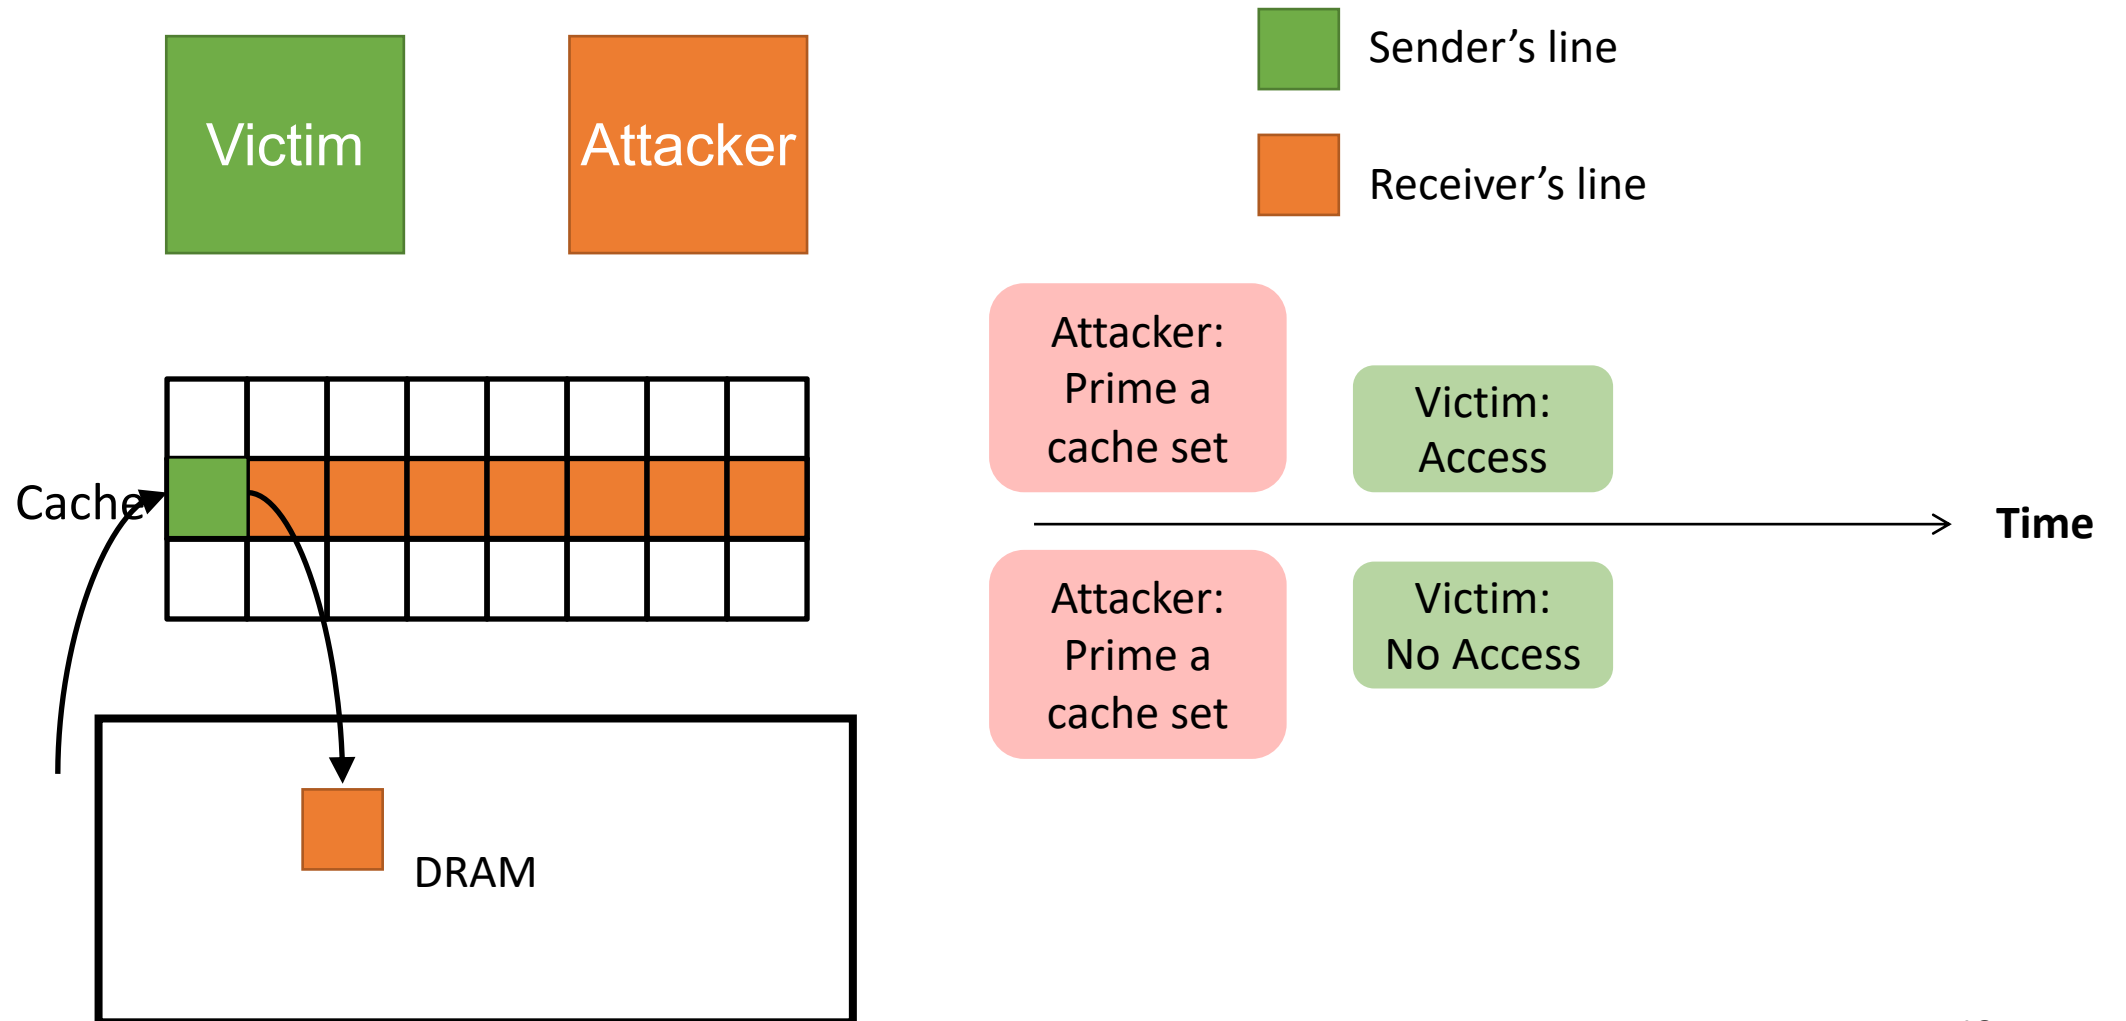 Victim
Attacker
Sender’s line
Receiver’s line
Cache
Attacker:
Prime a
cache set
Victim:
Access
Time
Attacker:
Prime a
cache set
Victim:
No Access
DRAM